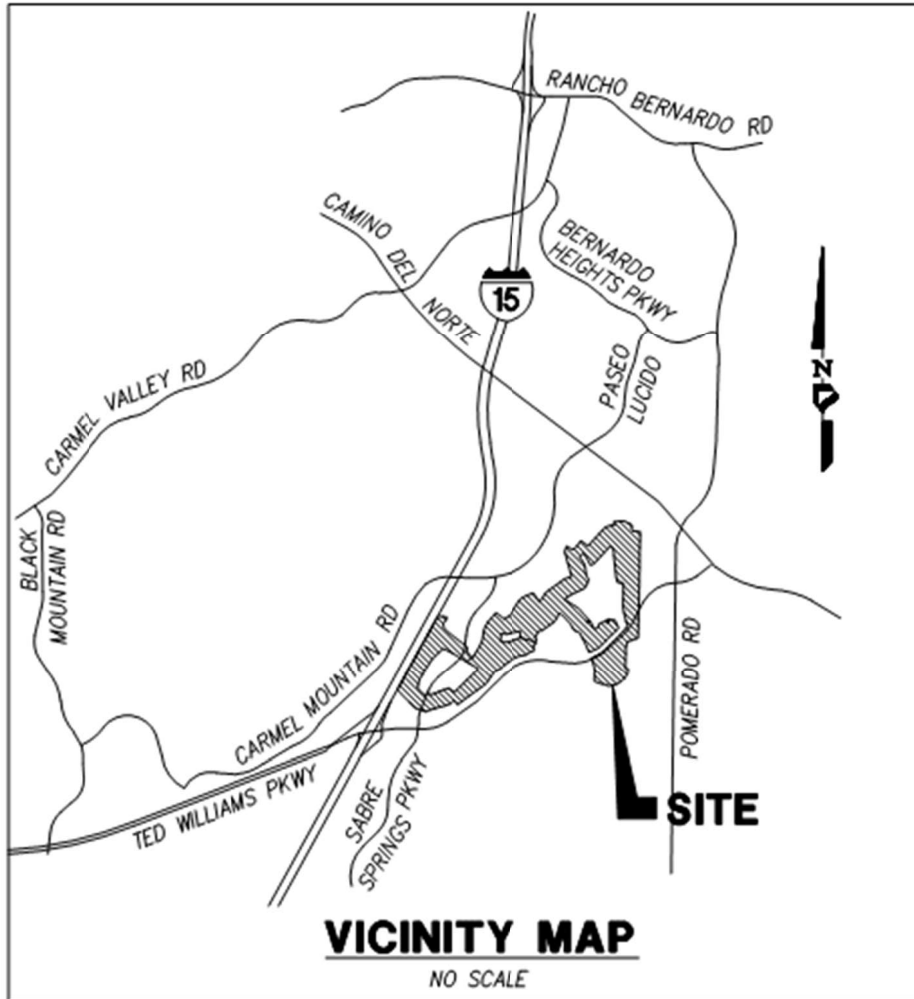 RANCHO BERNARDO RD
CAMINO DEL NORTE
BERNARDO
HEIGHTS PKWY
15
PASEO
LUCIDO
N
CARMEL VALLEY RD
BLACK
MOUNTAIN RD
CARMEL MOUNTAIN RD
POMERADO RD
TED WILLIAMS PKWY
SABRE
SPRINGS PKWY
SITE
VICINITY MAP
NO SCALE